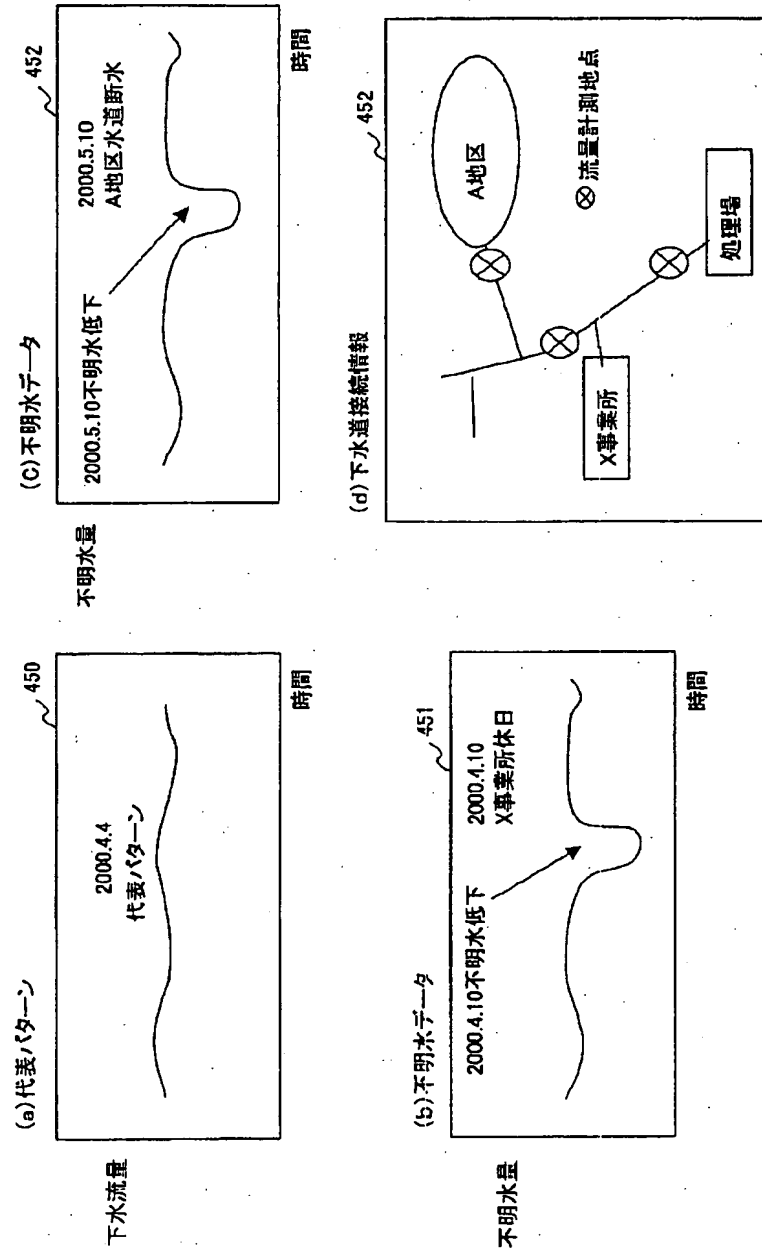 (a)代表パターン
450
下水流量
2000.4.4
代表パターン
時間
(b)不明水データ
451
不明水量
2000.4.10不明水低下
2000.4.10
X事業所休日
時間
(C)不明水データ
452
不明水量
2000.5.10不明水低下
2000.5.10
A地区水道断水
時間
(d)下水道接続情報
452
A地区
流量計測地点
X事業所
処理場